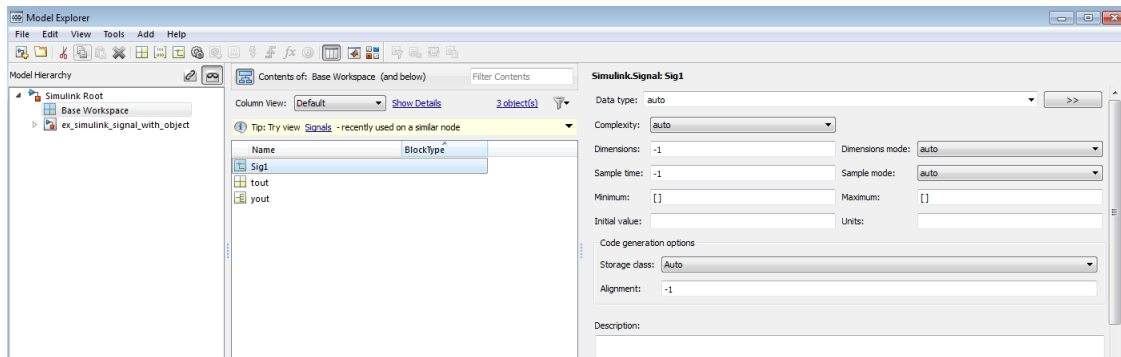 Model Explorer
File Edit View Tools Add Help
fx
Model Hierarchy
Simulink Root
Base Workspace
ex_simulink_signal_with_object
Contents of: Base Workspace (and below) Filter Contents
Column View: Default Show Details 3 object(s)
Tip: Try view Signals - recently used on a similar node
Name BlockType
Sig1
tout
yout
Simulink.Signal: Sig1
Data type: auto >>
Complexity: auto
Dimensions: -1 Dimensions mode: auto
Sample time: -1 Sample mode: auto
Minimum: [] Maximum: []
Initial value: Units:
Code generation options
Storage class: Auto
Alignment: -1
Description: